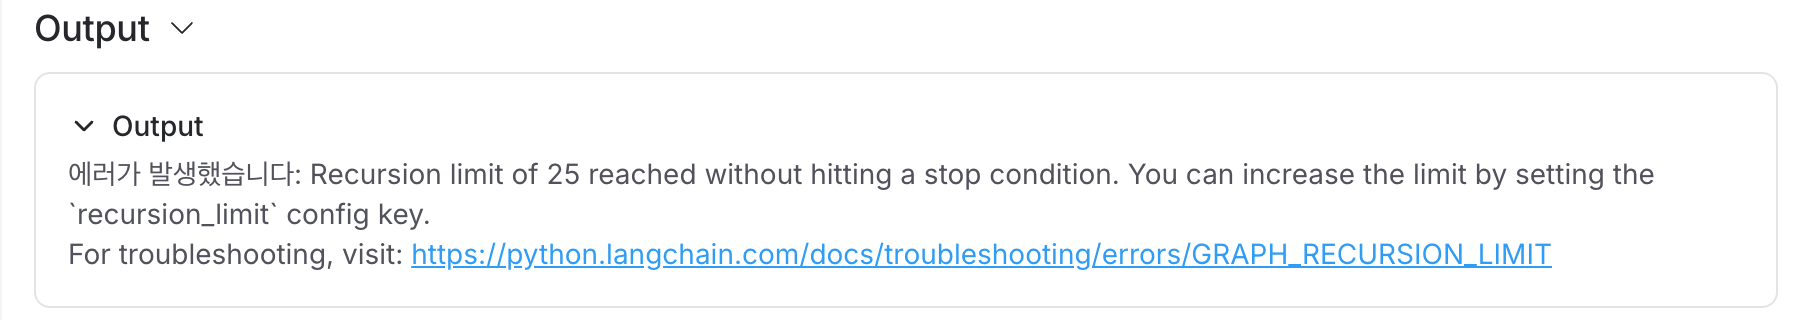 Output
Output
에러가 발생했습니다: Recursion limit of 25 reached without hitting a stop condition. You can increase the limit by setting the
`recursion_limit` config key.
For troubleshooting, visit: https://python.langchain.com/docs/troubleshooting/errors/GRAPH_RECURSION_LIMIT